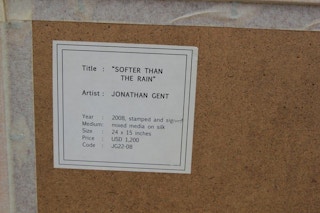 Title : "SOFTER THAN
THE RAIN"
Artist : JONATHAN GENT
Year : 2008, stamped and signed
Medium: mixed media on silk
Size : 24 x 15 inches
Price : USD 1,200
Code : JG22-08